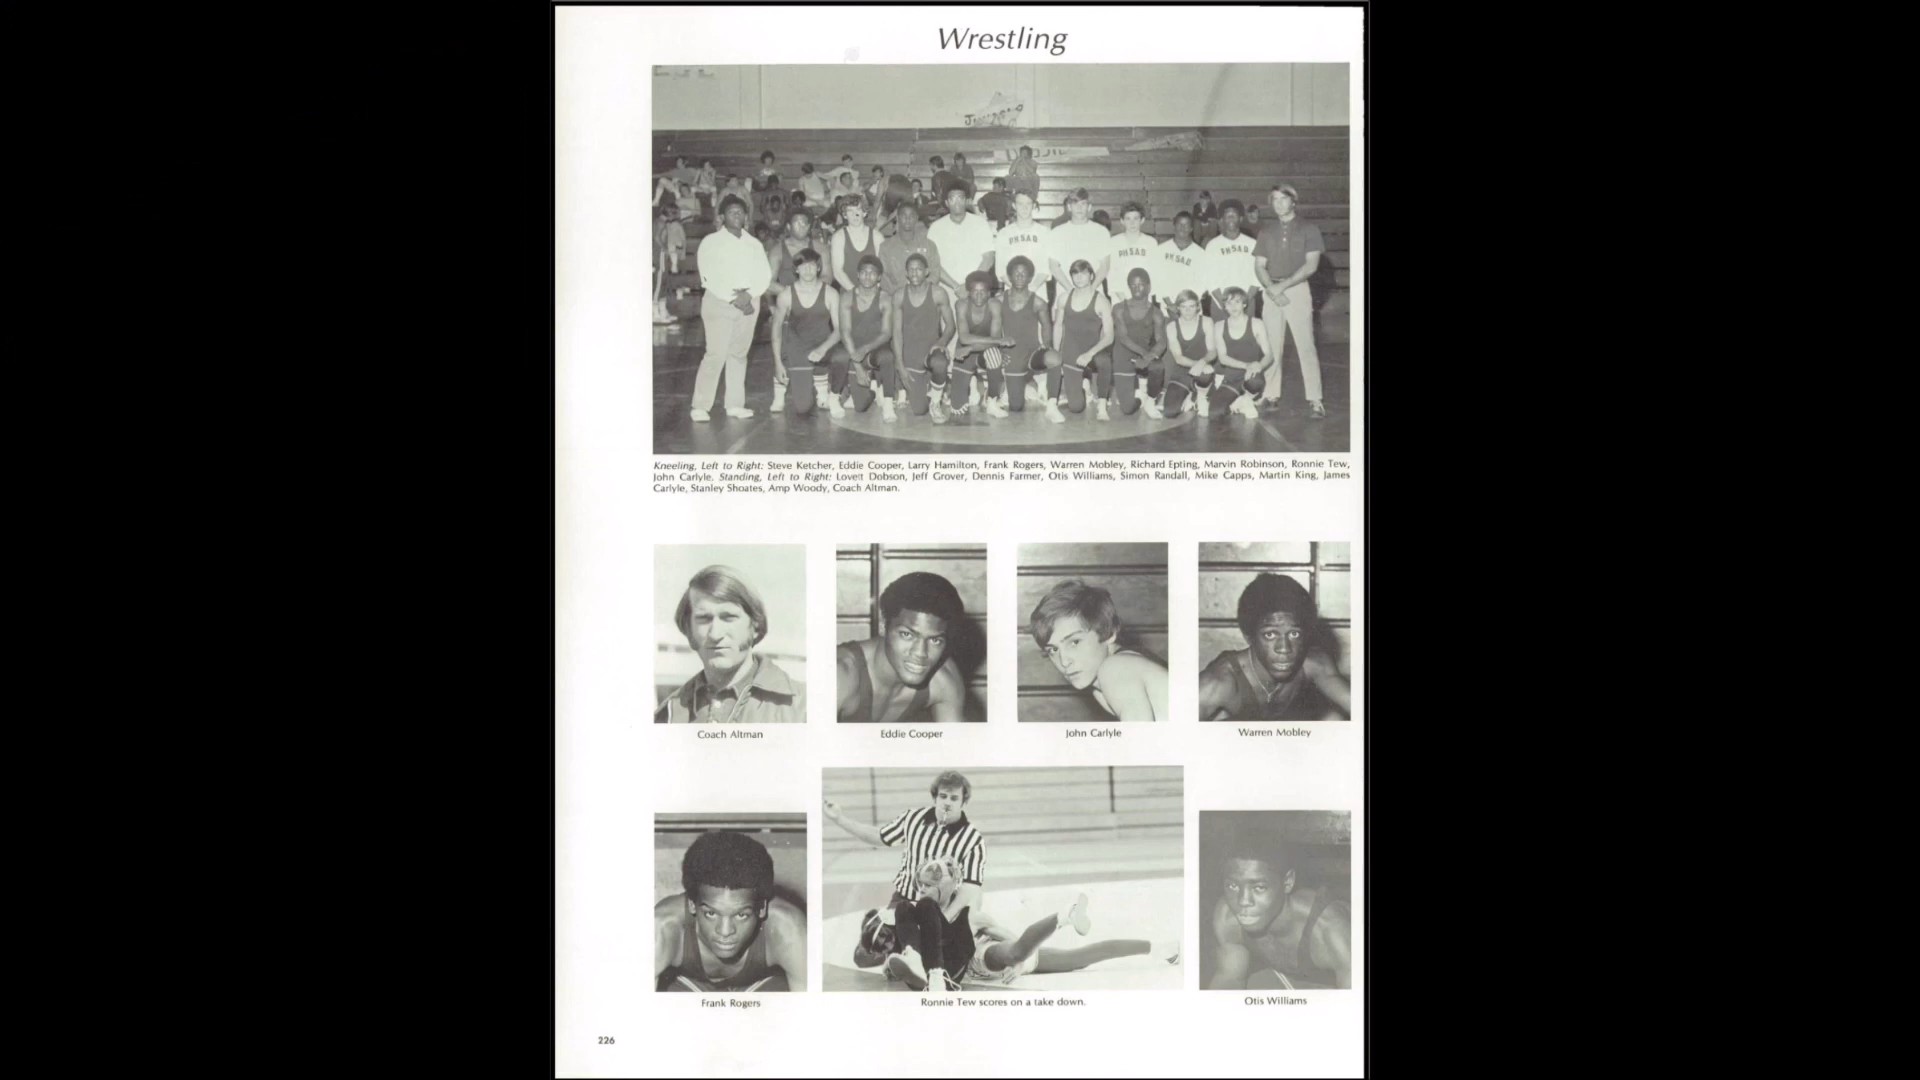 Wrestling
P.H.S.A.D.
P.H.S.A.D.
P.H.S.A.D.
P.H.S.A.D.
Kneeling, Left to Right: Steve Ketcher, Eddie Cooper, Larry Hamilton, Frank Rogers, Warren Mobley, Richard Epting, Marvin Robinson, Ronnie Tew,
John Carlyle. Standing, Left to Right: Lovett Dobson, Jeff Grover, Dennis Farmer, Otis Williams, Simon Randall, Mike Capps, Martin King, James
Carlyle, Stanley Shoates, Amp Woody, Coach Altman.
Coach Altman
Eddie Cooper
John Carlyle
Warren Mobley
Frank Rogers
Ronnie Tew scores on a take down.
Otis Williams
226